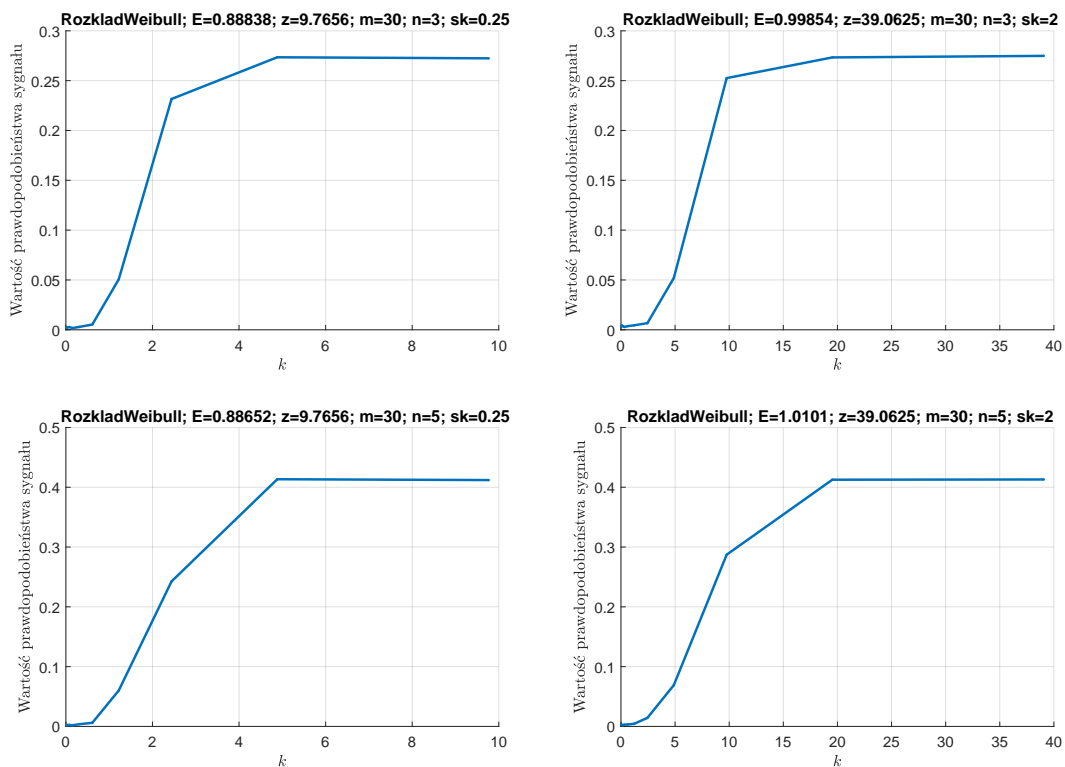 RozkladWeibull; E=0.88838; z=9.7656; m=30; n=3; sk=0.25
Wartość prawdopodobieństwa sygnału
0.3
0.25
0.2
0.15
0.1
0.05
0
0 2 4 6 8 10
k
RozkladWeibull; E=0.99854; z=39.0625; m=30; n=3; sk=2
Wartość prawdopodobieństwa sygnału
0.3
0.25
0.2
0.15
0.1
0.05
0
0 5 10 15 20 25 30 35 40
k
RozkladWeibull; E=0.88652; z=9.7656; m=30; n=5; sk=0.25
Wartość prawdopodobieństwa sygnału
0.5
0.4
0.3
0.2
0.1
0
0 2 4 6 8 10
k
RozkladWeibull; E=1.0101; z=39.0625; m=30; n=5; sk=2
Wartość prawdopodobieństwa sygnału
0.5
0.4
0.3
0.2
0.1
0
0 5 10 15 20 25 30 35 40
k